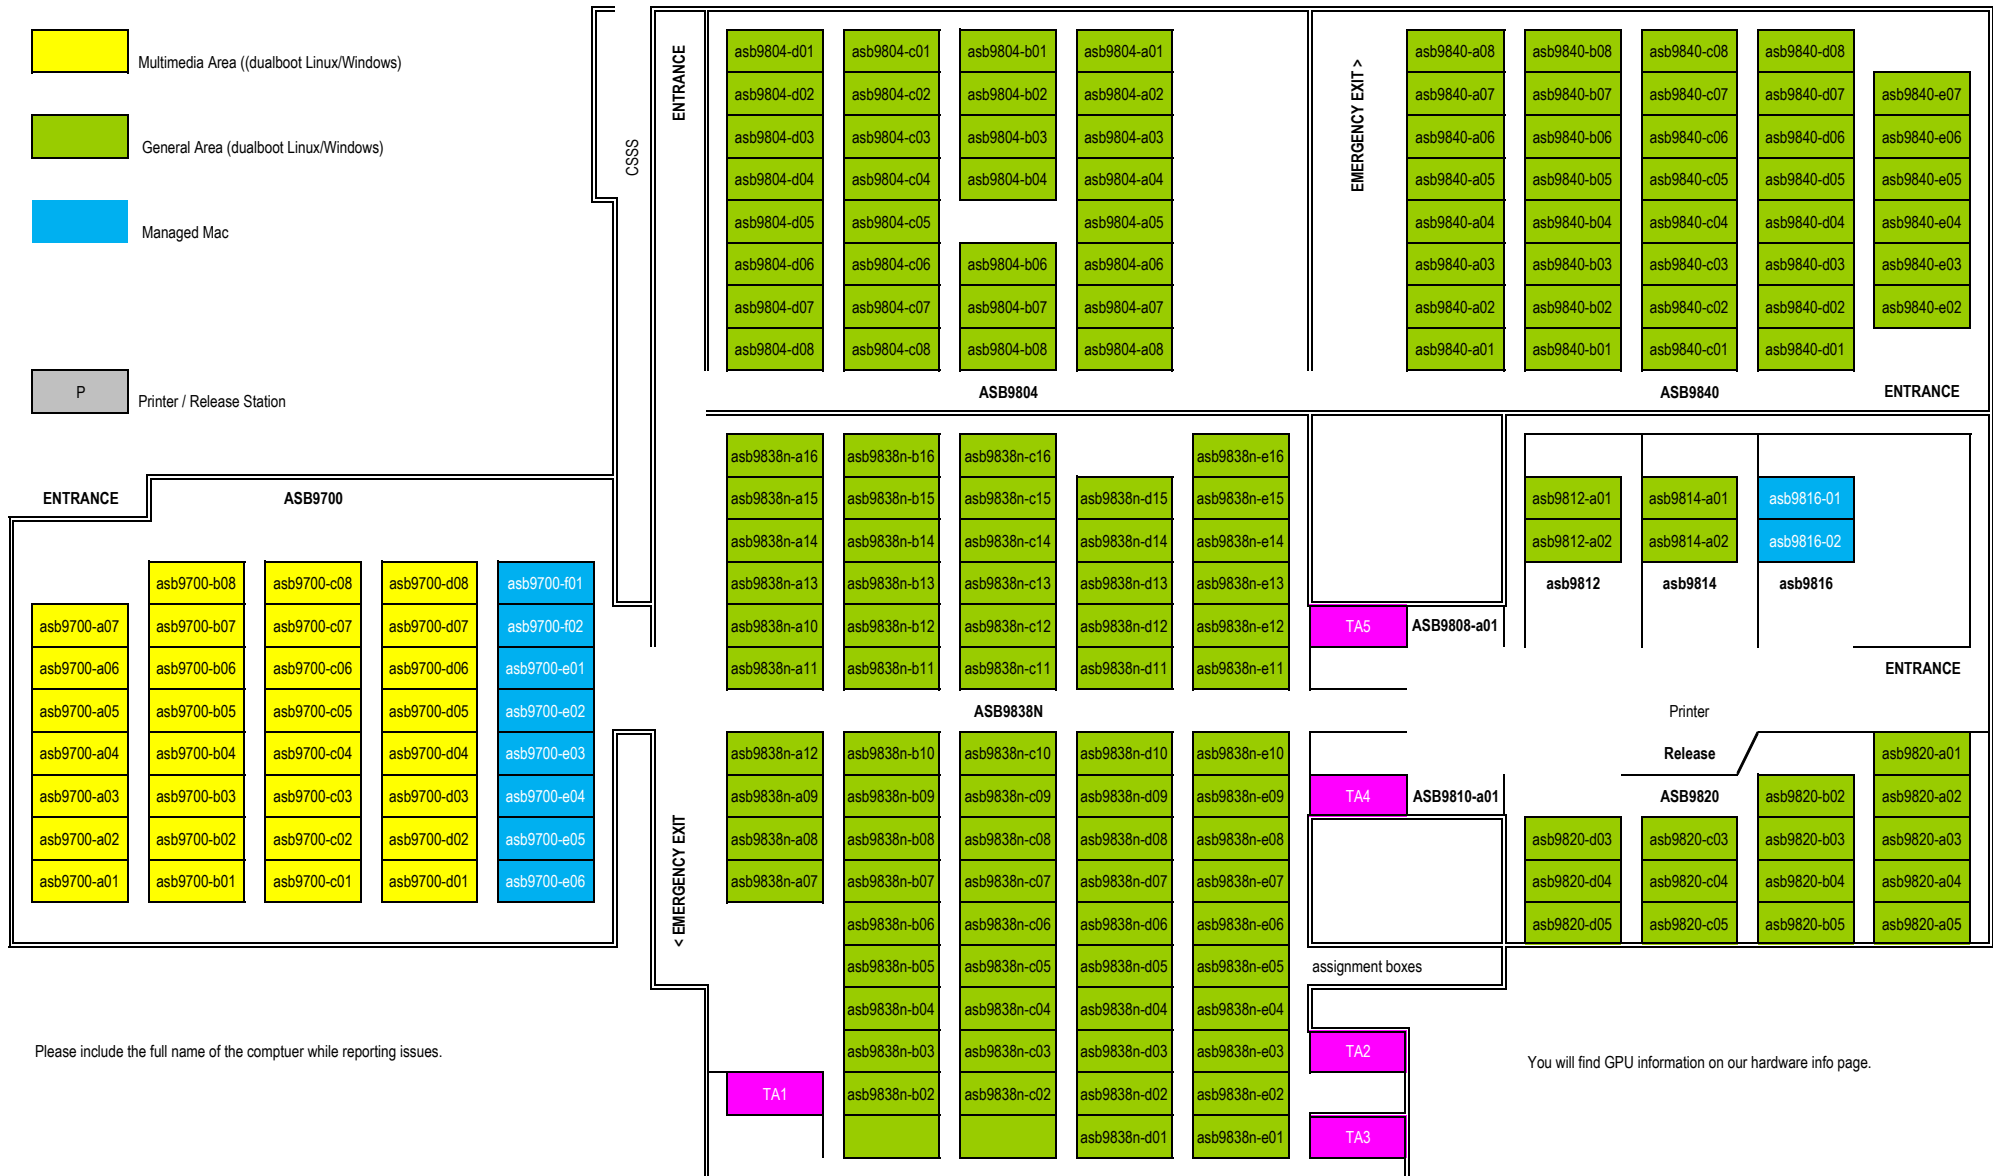 Multimedia Area ((dualboot Linux/Windows)
General Area (dualboot Linux/Windows)
Managed Mac
P
Printer / Release Station
CSSS
ENTRANCE
asb9804-d01 asb9804-c01 asb9804-b01 asb9804-a01
asb9804-d02 asb9804-c02 asb9804-b02 asb9804-a02
asb9804-d03 asb9804-c03 asb9804-b03 asb9804-a03
asb9804-d04 asb9804-c04 asb9804-b04 asb9804-a04
asb9804-d05 asb9804-c05 asb9804-a05
asb9804-d06 asb9804-c06 asb9804-b06 asb9804-a06
asb9804-d07 asb9804-c07 asb9804-b07 asb9804-a07
asb9804-d08 asb9804-c08 asb9804-b08 asb9804-a08
ASB9804
EMERGENCY EXIT >
asb9840-a08 asb9840-b08 asb9840-c08 asb9840-d08
asb9840-a07 asb9840-b07 asb9840-c07 asb9840-d07 asb9840-e07
asb9840-a06 asb9840-b06 asb9840-c06 asb9840-d06 asb9840-e06
asb9840-a05 asb9840-b05 asb9840-c05 asb9840-d05 asb9840-e05
asb9840-a04 asb9840-b04 asb9840-c04 asb9840-d04 asb9840-e04
asb9840-a03 asb9840-b03 asb9840-c03 asb9840-d03 asb9840-e03
asb9840-a02 asb9840-b02 asb9840-c02 asb9840-d02 asb9840-e02
asb9840-a01 asb9840-b01 asb9840-c01 asb9840-d01
ASB9840 ENTRANCE
ENTRANCE ASB9700
asb9700-b08 asb9700-c08 asb9700-d08 asb9700-f01
asb9700-a07 asb9700-b07 asb9700-c07 asb9700-d07 asb9700-f02
asb9700-a06 asb9700-b06 asb9700-c06 asb9700-d06 asb9700-e01
asb9700-a05 asb9700-b05 asb9700-c05 asb9700-d05 asb9700-e02
asb9700-a04 asb9700-b04 asb9700-c04 asb9700-d04 asb9700-e03
asb9700-a03 asb9700-b03 asb9700-c03 asb9700-d03 asb9700-e04
asb9700-a02 asb9700-b02 asb9700-c02 asb9700-d02 asb9700-e05
asb9700-a01 asb9700-b01 asb9700-c01 asb9700-d01 asb9700-e06
asb9838n-a16 asb9838n-b16 asb9838n-c16 asb9838n-e16
asb9838n-a15 asb9838n-b15 asb9838n-c15 asb9838n-d15 asb9838n-e15
asb9838n-a14 asb9838n-b14 asb9838n-c14 asb9838n-d14 asb9838n-e14
asb9838n-a13 asb9838n-b13 asb9838n-c13 asb9838n-d13 asb9838n-e13
asb9838n-a10 asb9838n-b12 asb9838n-c12 asb9838n-d12 asb9838n-e12
asb9838n-a11 asb9838n-b11 asb9838n-c11 asb9838n-d11 asb9838n-e11
ASB9838N
asb9838n-a12 asb9838n-b10 asb9838n-c10 asb9838n-d10 asb9838n-e10
asb9838n-a09 asb9838n-b09 asb9838n-c09 asb9838n-d09 asb9838n-e09
asb9838n-a08 asb9838n-b08 asb9838n-c08 asb9838n-d08 asb9838n-e08
asb9838n-a07 asb9838n-b07 asb9838n-c07 asb9838n-d07 asb9838n-e07
asb9838n-b06 asb9838n-c06 asb9838n-d06 asb9838n-e06
asb9838n-b05 asb9838n-c05 asb9838n-d05 asb9838n-e05
asb9838n-b04 asb9838n-c04 asb9838n-d04 asb9838n-e04
asb9838n-b03 asb9838n-c03 asb9838n-d03 asb9838n-e03
asb9838n-b02 asb9838n-c02 asb9838n-d02 asb9838n-e02
asb9838n-d01 asb9838n-e01
< EMERGENCY EXIT
TA1
asb9812-a01 asb9814-a01 asb9816-01
asb9812-a02 asb9814-a02 asb9816-02
asb9812 asb9814 asb9816
TA5 ASB9808-a01
ENTRANCE
Printer
Release
TA4 ASB9810-a01
ASB9820
asb9820-a01
asb9820-b02 asb9820-a02
asb9820-d03 asb9820-c03 asb9820-b03 asb9820-a03
asb9820-d04 asb9820-c04 asb9820-b04 asb9820-a04
asb9820-d05 asb9820-c05 asb9820-b05 asb9820-a05
assignment boxes
TA2
TA3
Please include the full name of the comptuer while reporting issues.
You will find GPU information on our hardware info page.